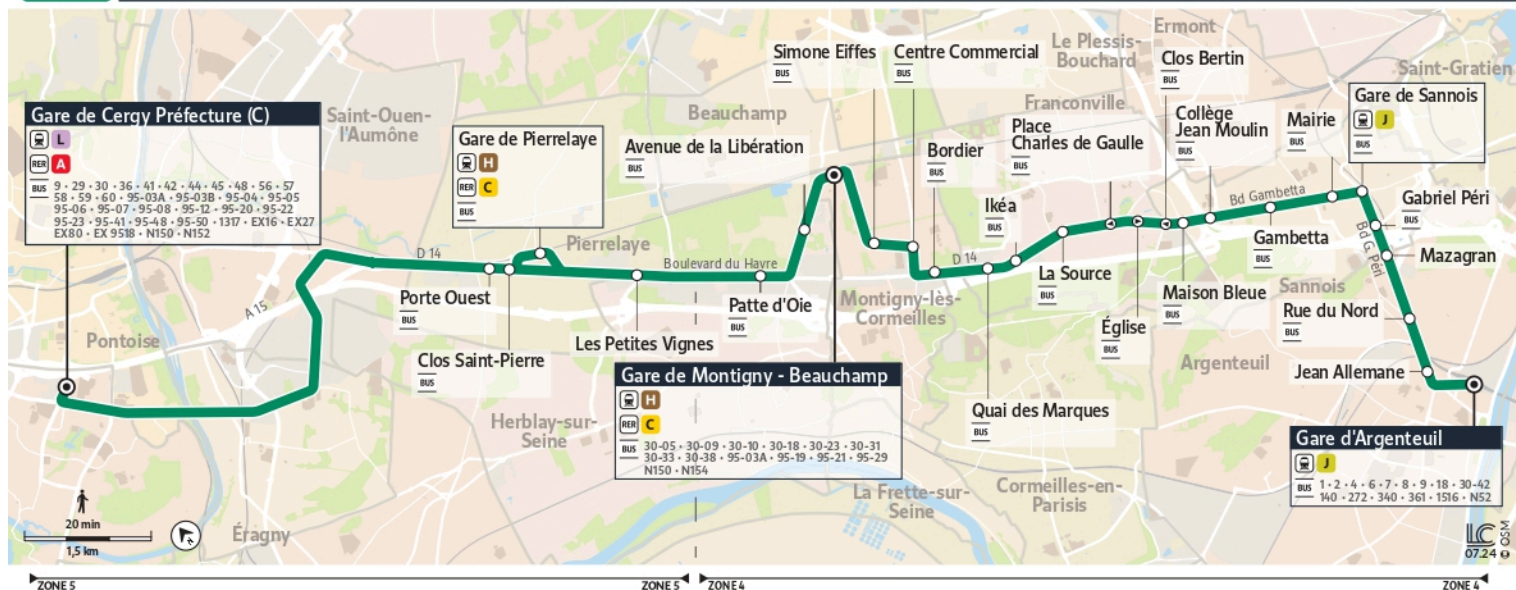 Gare de Cergy Préfecture (C)
L
RER A
BUS 9 • 29 • 30 • 36 • 41 • 42 • 44 • 45 • 48 • 56 • 57
58 • 59 • 60 • 95-03A • 95-03B • 95-04 • 95-05
95-06 • 95-07 • 95-08 • 95-12 • 95-20 • 95-22
95-23 • 95-41 • 95-48 • 95-50 • 1317 • EX16 • EX27
EX80 • EX 9518 • N150 • N152
Saint-Ouen-
l'Aumône
Pontoise
A 15
D 14
Porte Ouest
BUS
Clos Saint-Pierre
BUS
Gare de Pierrelaye
H
RER C
BUS
Pierrelaye
Les Petites Vignes
Boulevard du Havre
Herblay-sur-
Seine
Patte d'Oie
BUS
Avenue de la Libération
BUS
Beauchamp
Gare de Montigny - Beauchamp
H
RER C
BUS 30-05 • 30-09 • 30-10 • 30-18 • 30-23 • 30-31
30-33 • 30-38 • 95-03A • 95-19 • 95-21 • 95-29
N150 • N154
Simone Eiffes
BUS
Centre Commercial
BUS
Montigny-lès-
Cormeilles
Bordier
BUS
D 14
Quai des Marques
BUS
Ikéa
BUS
La Source
BUS
Franconville
Le Plessis-
Bouchard
Ermont
Place
Charles de Gaulle
BUS
Église
BUS
Clos Bertin
BUS
Maison Bleue
BUS
Collège
Jean Moulin
BUS
Bd Gambetta
Gambetta
BUS
Mairie
BUS
Saint-Gratien
Gare de Sannois
J
BUS
Gabriel Péri
BUS
Bd G. Péri
Mazagran
Sannois
Rue du Nord
BUS
Argenteuil
Jean Allemane
Gare d'Argenteuil
J
BUS 1 • 2 • 4 • 6 • 7 • 8 • 9 • 18 • 30-42
140 • 272 • 340 • 361 • 1516 • N52
La Frette-sur-
Seine
Cormeilles-en-
Parisis
Éragny
20 min
1,5 km
LC
07.24 © OSM
ZONE 5
ZONE 5
ZONE 4
ZONE 4